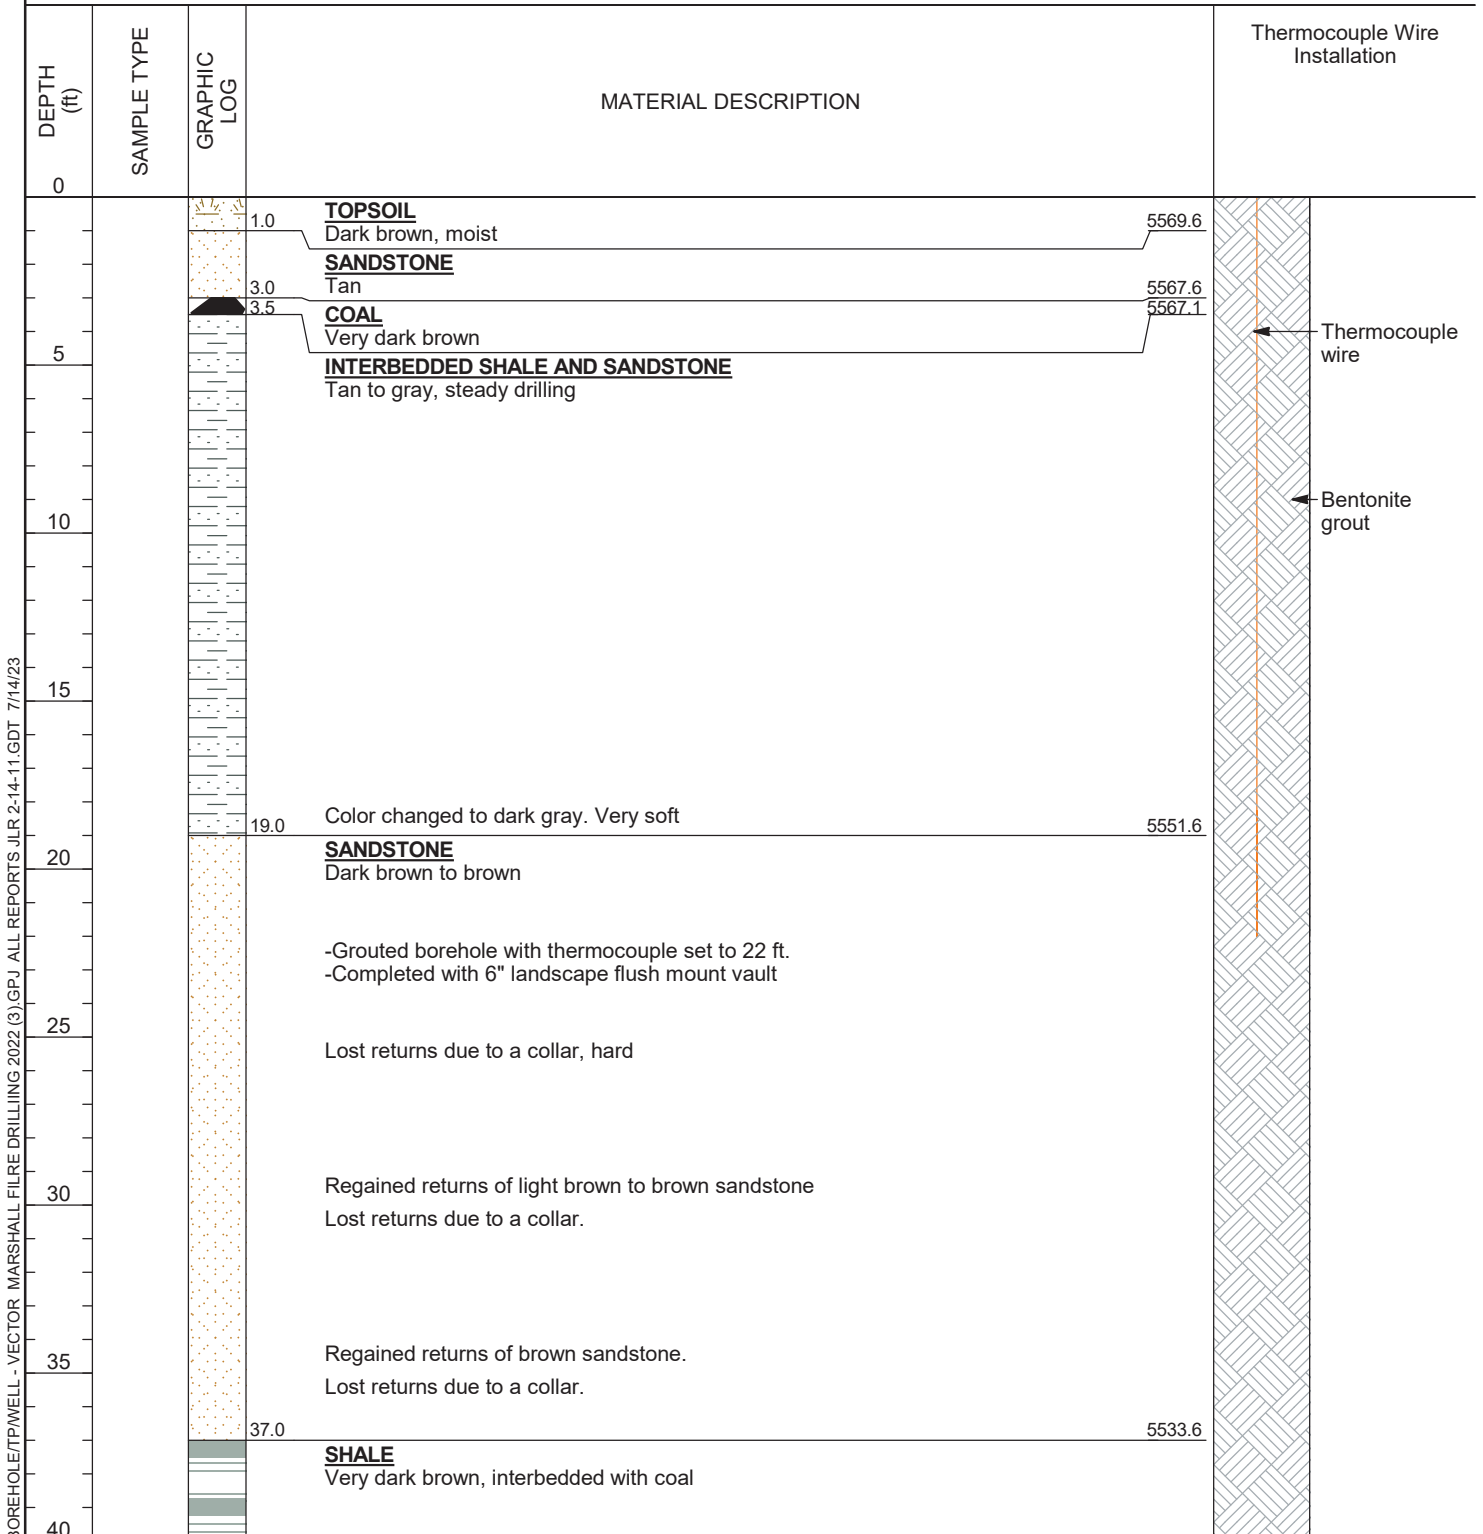 DEPTH
(ft)
SAMPLE TYPE
GRAPHIC
LOG
MATERIAL DESCRIPTION
Thermocouple Wire
Installation
0
TOPSOIL
1.0
5569.6
Dark brown, moist
SANDSTONE
Tan
3.0
5567.6
3.5
5567.1
COAL
Very dark brown
Thermocouple
wire
5
INTERBEDDED SHALE AND SANDSTONE
Tan to gray, steady drilling
Bentonite
grout
10
15
Color changed to dark gray. Very soft
19.0
5551.6
SANDSTONE
20
Dark brown to brown
-Grouted borehole with thermocouple set to 22 ft.
-Completed with 6" landscape flush mount vault
25
Lost returns due to a collar, hard
Regained returns of light brown to brown sandstone
30
Lost returns due to a collar.
Regained returns of brown sandstone.
35
Lost returns due to a collar.
37.0
5533.6
SHALE
Very dark brown, interbedded with coal
40
BOREHOLE/TP/WELL - VECTOR MARSHALL FILRE DRILLIING 2022 (3).GPJ ALL REPORTS JLR 2-14-11.GDT 7/14/23